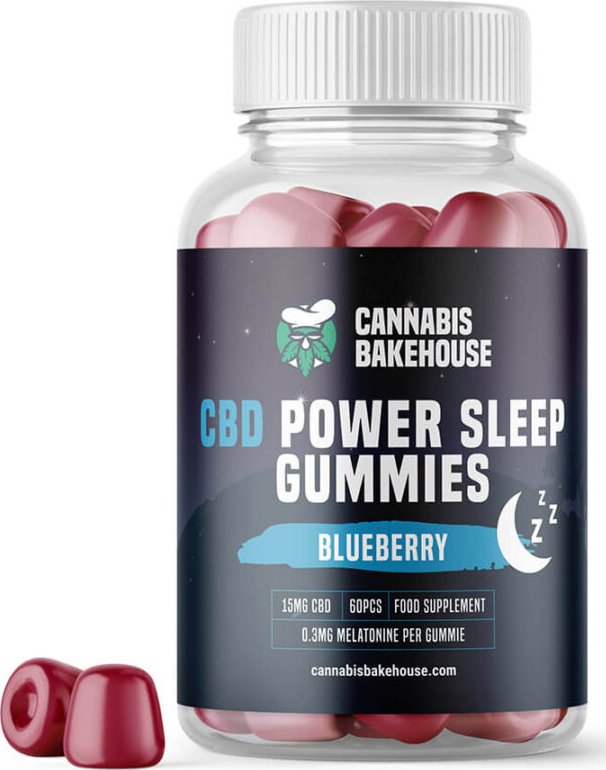 CANNABIS
BAKEHOUSE
CBD POWER SLEEP
GUMMIES
BLUEBERRY
Z
Z
Z
15MG CBD 60PCS FOOD SUPPLEMENT
0.3MG MELATONINE PER GUMMIE
cannabisbakehouse.com